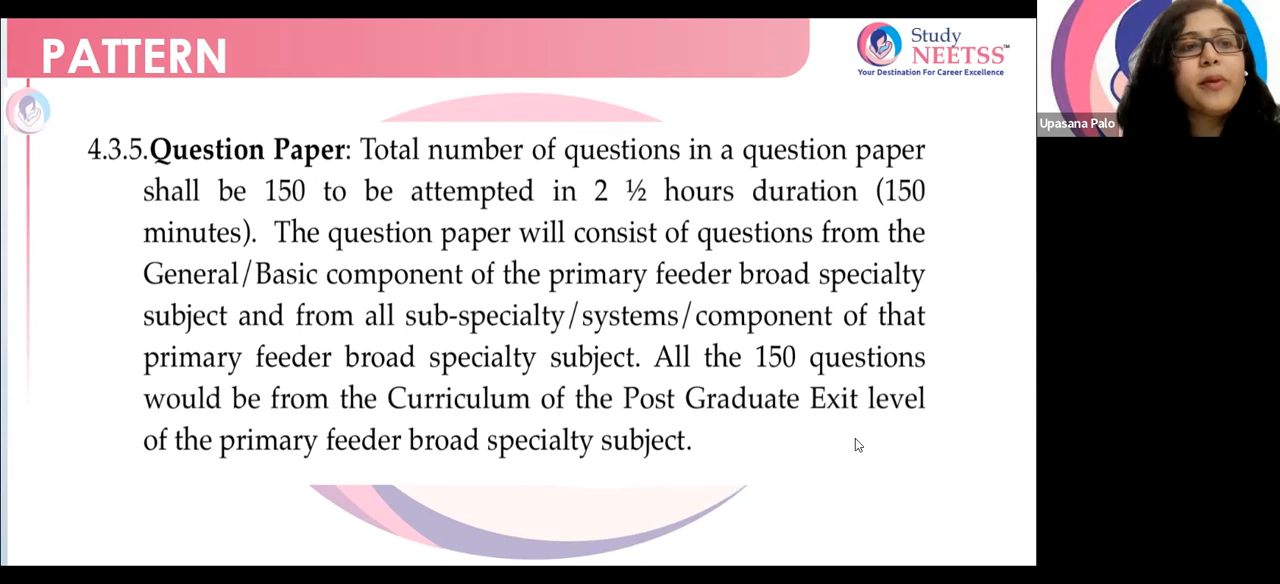 PATTERN
Study
NEETSS™
Your Destination For Career Excellence
4.3.5.Question Paper: Total number of questions in a question paper
shall be 150 to be attempted in 2 ½ hours duration (150
minutes). The question paper will consist of questions from the
General/Basic component of the primary feeder broad specialty
subject and from all sub-specialty/systems/component of that
primary feeder broad specialty subject. All the 150 questions
would be from the Curriculum of the Post Graduate Exit level
of the primary feeder broad specialty subject.
Upasana Palo